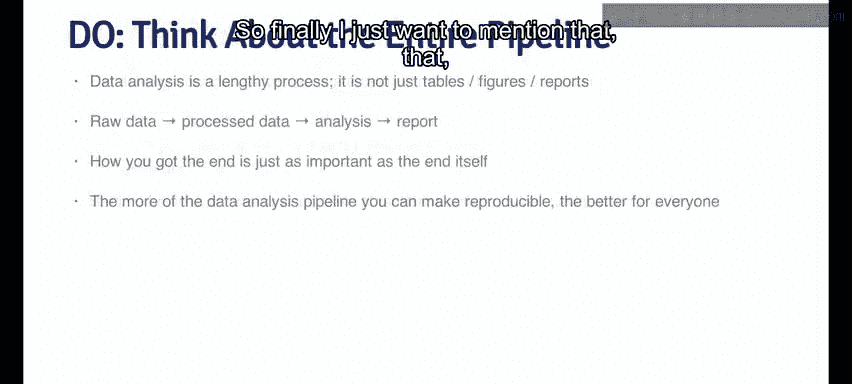 DO: Think About the Entire Pipeline
So finally I just want to mention that,
that,
· Data analysis is a lengthy process; it is not just tables / figures / reports
· Raw data → processed data → analysis → report
· How you got the end is just as important as the end itself
· The more of the data analysis pipeline you can make reproducible, the better for everyone